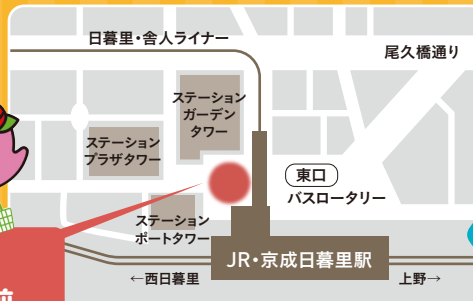 日暮里・舎人ライナー
尾久橋通り
ステーション
ガーデン
タワー
ステーション
プラザタワー
東口
バスロータリー
ステーション
ポートタワー
JR・京成日暮里駅
←西日暮里
上野→